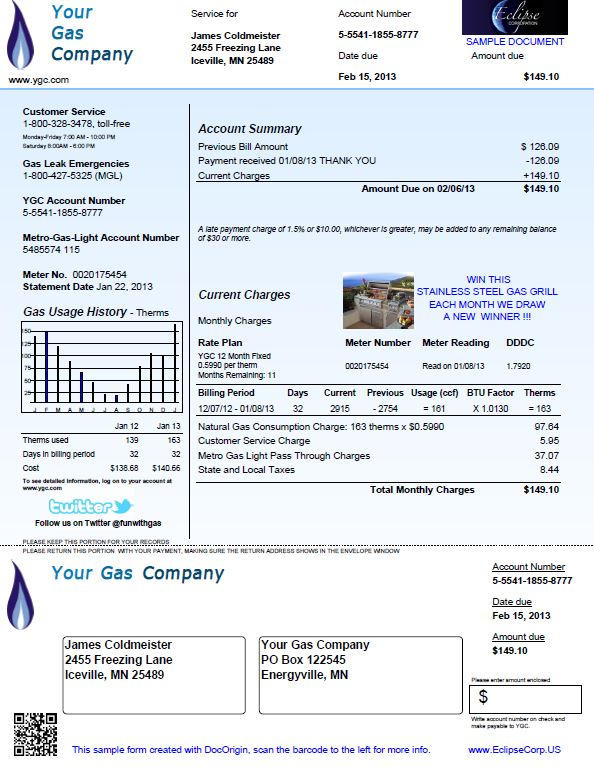 Your
Gas
Company
www.ygc.com
Service for
James Coldmeister
2455 Freezing Lane
Iceville, MN 25489
Account Number
5-5541-1855-8777
Date due
Feb 15, 2013
Eclipse
CORPORATION
SAMPLE DOCUMENT
Amount due
$149.10
Customer Service
1-800-328-3478, toll-free
Monday-Friday 7:00 AM - 10:00 PM
Saturday 8:00AM - 6:00 PM
Gas Leak Emergencies
1-800-427-5325 (MGL)
YGC Account Number
5-5541-1855-8777
Metro-Gas-Light Account Number
5485574 115
Meter No. 0020175454
Statement Date Jan 22, 2013
Gas Usage History - Therms
150
125
100
75
50
25
J F M A M J J A S O N D J
Jan 12 Jan 13
Therms used 139 163
Days in billing period 32 32
Cost $138.68 $140.66
To see detailed information, log on to your account at
www.ygc.com
twitter
Follow us on Twitter @funwithgas
Account Summary
Previous Bill Amount $ 126.09
Payment received 01/08/13 THANK YOU -126.09
Current Charges +149.10
Amount Due on 02/06/13 $149.10
A late payment charge of 1.5% or $10.00, whichever is greater, may be added to any remaining balance
of $30 or more.
WIN THIS
STAINLESS STEEL GAS GRILL
EACH MONTH WE DRAW
A NEW WINNER !!!
Current Charges
Monthly Charges
Rate Plan Meter Number Meter Reading DDDC
YGC 12 Month Fixed
0.5990 per therm
Months Remaining: 11
0020175454 Read on 01/08/13 1.7920
Billing Period Days Current Previous Usage (ccf) BTU Factor Therms
12/07/12 - 01/08/13 32 2915 - 2754 = 161 X 1.0130 = 163
Natural Gas Consumption Charge: 163 therms x $0.5990 97.64
Customer Service Charge 5.95
Metro Gas Light Pass Through Charges 37.07
State and Local Taxes 8.44
Total Monthly Charges $149.10
PLEASE KEEP THIS PORTION FOR YOUR RECORDS
PLEASE RETURN THIS PORTION WITH YOUR PAYMENT, MAKING SURE THE RETURN ADDRESS SHOWS IN THE ENVELOPE WINDOW
Your Gas Company
Account Number
5-5541-1855-8777
Date due
Feb 15, 2013
Amount due
$149.10
James Coldmeister
2455 Freezing Lane
Iceville, MN 25489
Your Gas Company
PO Box 122545
Energyville, MN
Please enter amount enclosed
$
Write account number on check and
make payable to YGC.
This sample form created with DocOrigin, scan the barcode to the left for more info.
www.EclipseCorp.US